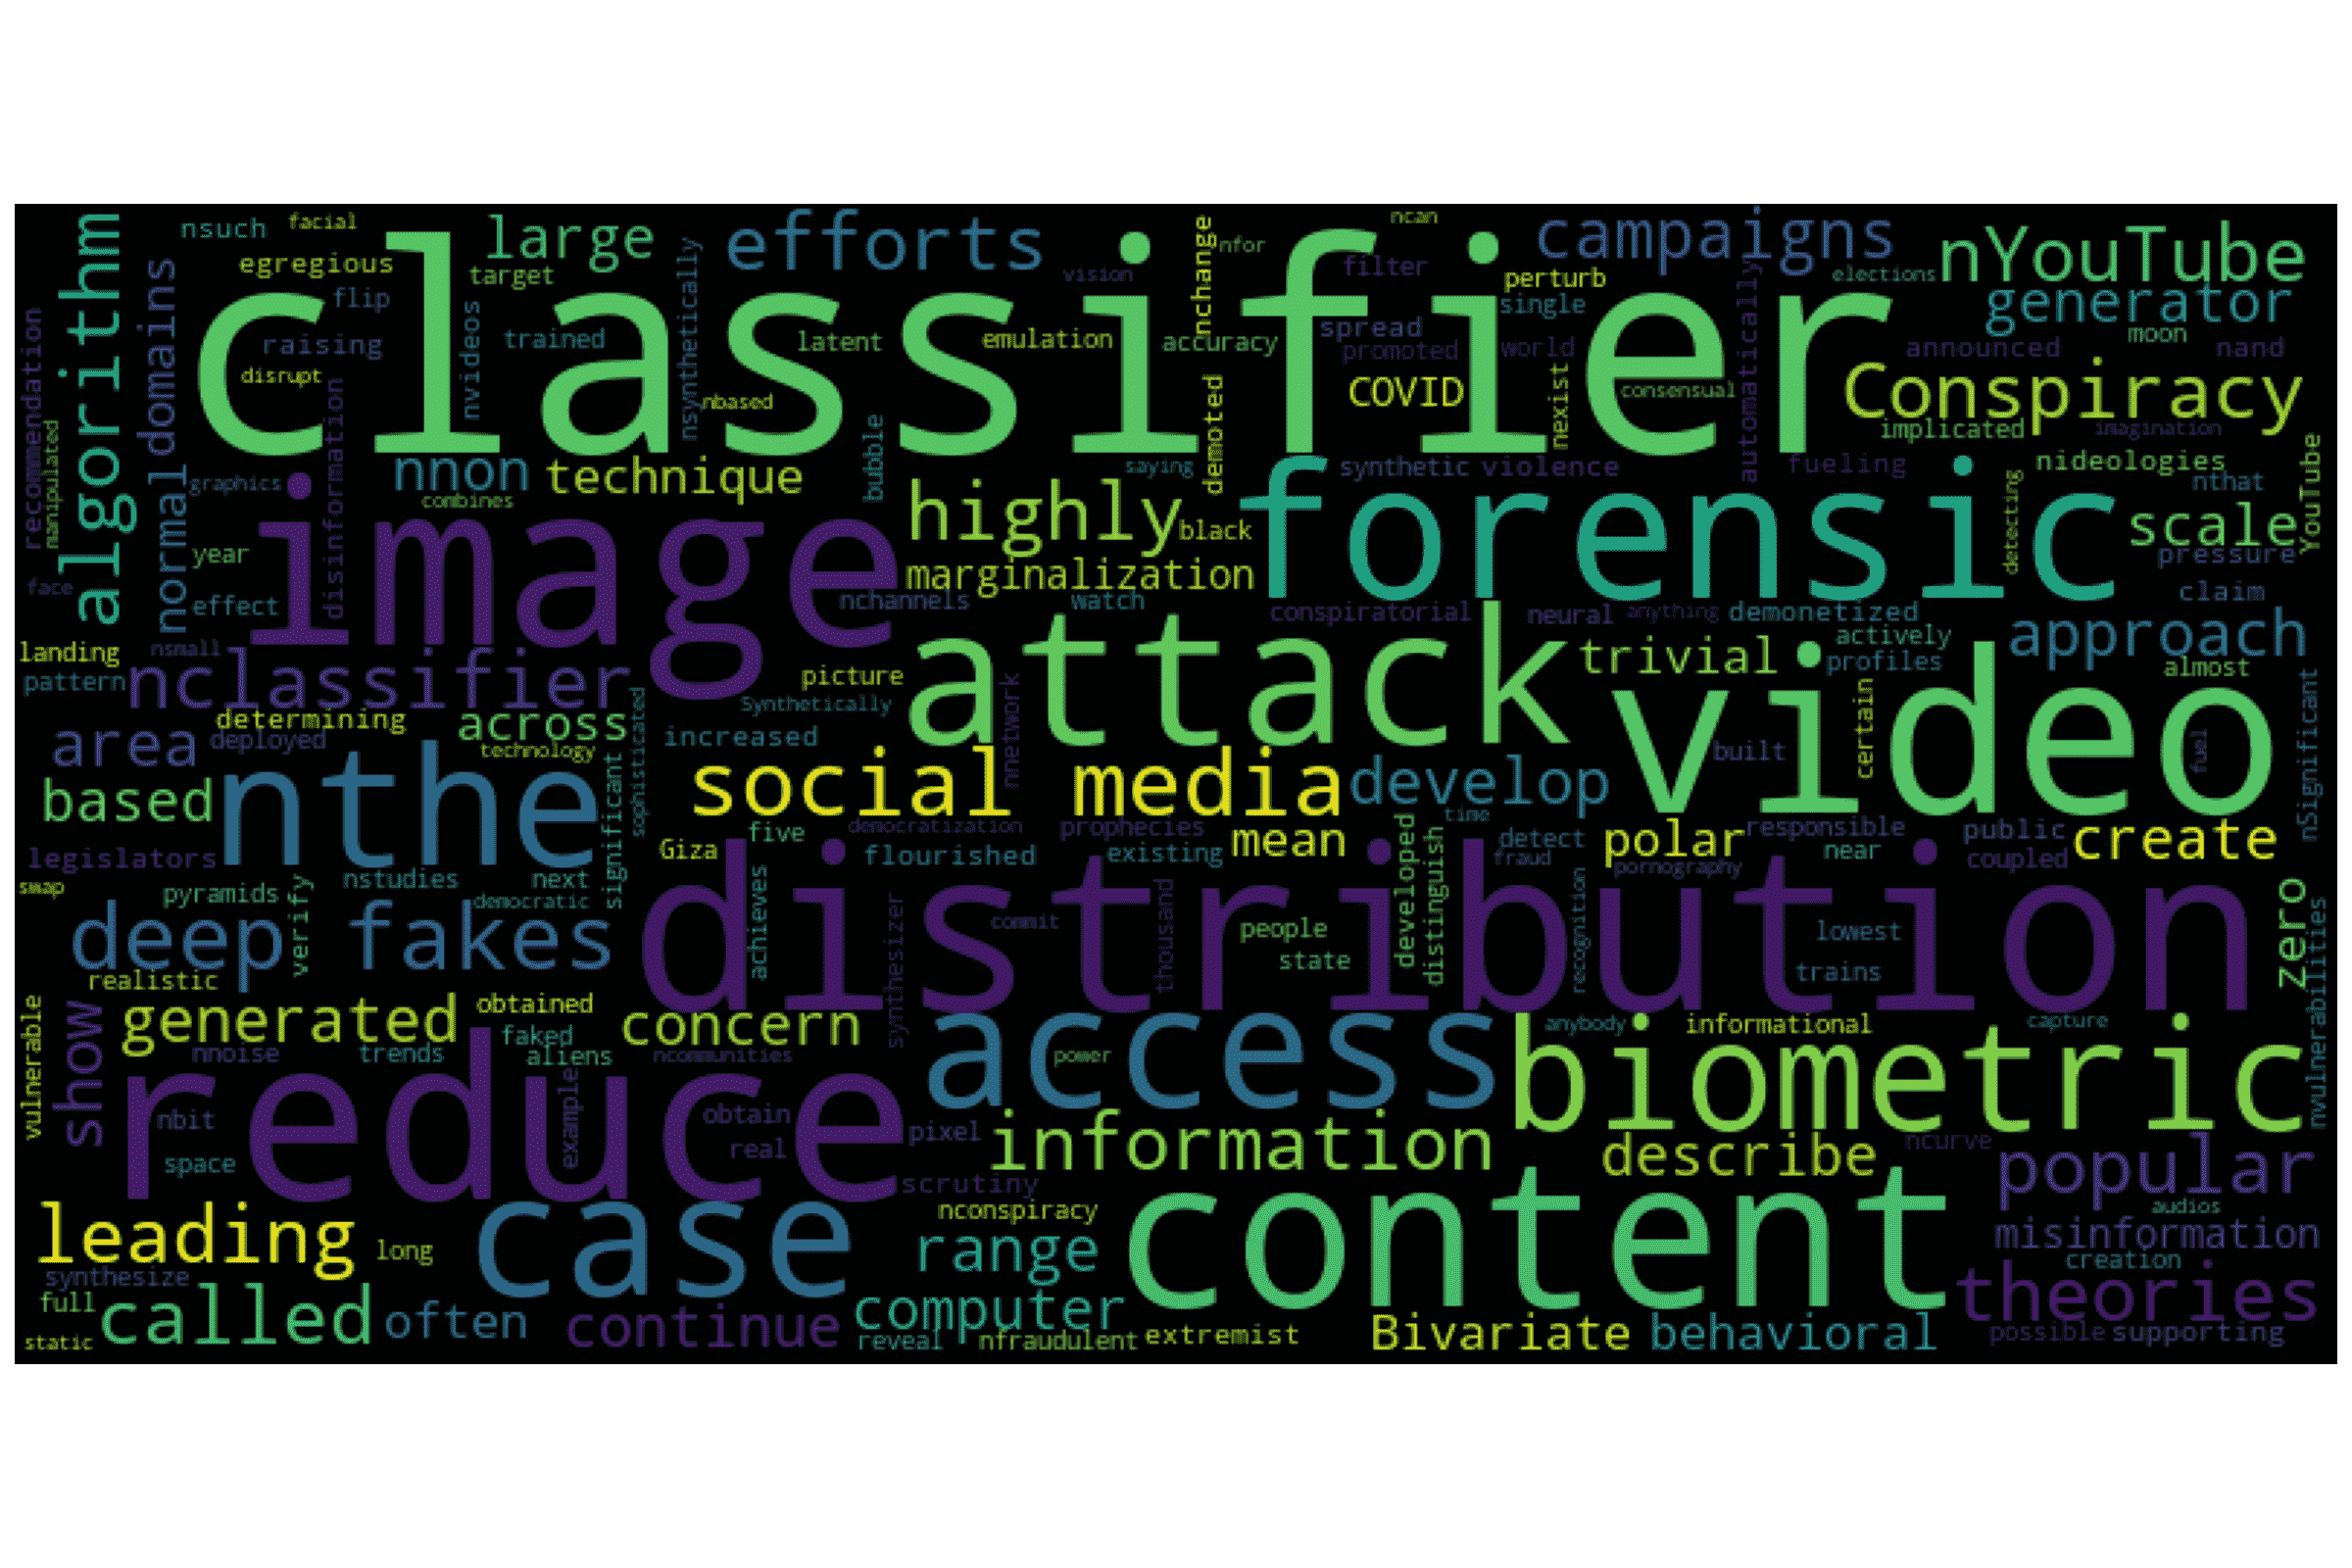 nsuch facial large efforts ncan campaigns nYouTube
algorithm domains egregious target nsynthetically vision nchange nfor filter perturb automatically elections generator
classifier
recommendation flip nvideos trained latent emulation accuracy spread single moon
raising promoted world announced nand
disrupt disinformation nbased demoted COVID nexist consensual Conspiracy
manipulated normal bubble implicated imagination YouTube
graphics nnon technique saying synthetic violence fueling nideologies
combines highly forensic detecting nthat
image black scale
year pressure
face effect marginalization claim
nchannels watch conspiratorial neural anything demonetized
landing nsmall attack trivial actively approach
pattern nclassifier picture video profiles almost nSignificant
determining sophisticated Synthetically nnetwork certain
area deployed across increased built fuel
technology
based nthe significant social media develop
legislators five democratization prophecies time polar responsible public create
Giza flourished existing mean detect near coupled
swap pyramids nstudies next developed distinguish fraud pornography
verify democratic distribution zero
deep fakes synthesizer commit thousand people recognition lowest nvulnerabilities
realistic achieves state trains
vulnerable show generated obtained concern access anybody informational capture
nnoise trends faked aliens ncommunities power biometric
reduce
nbit example obtain pixel information ncurve
space real describe popular
scrutiny
leading case nconspiracy content audios
long range misinformation
synthesize creation
full called often continue computer theories
static reveal nfraudulent extremist Bivariate behavioral possible supporting